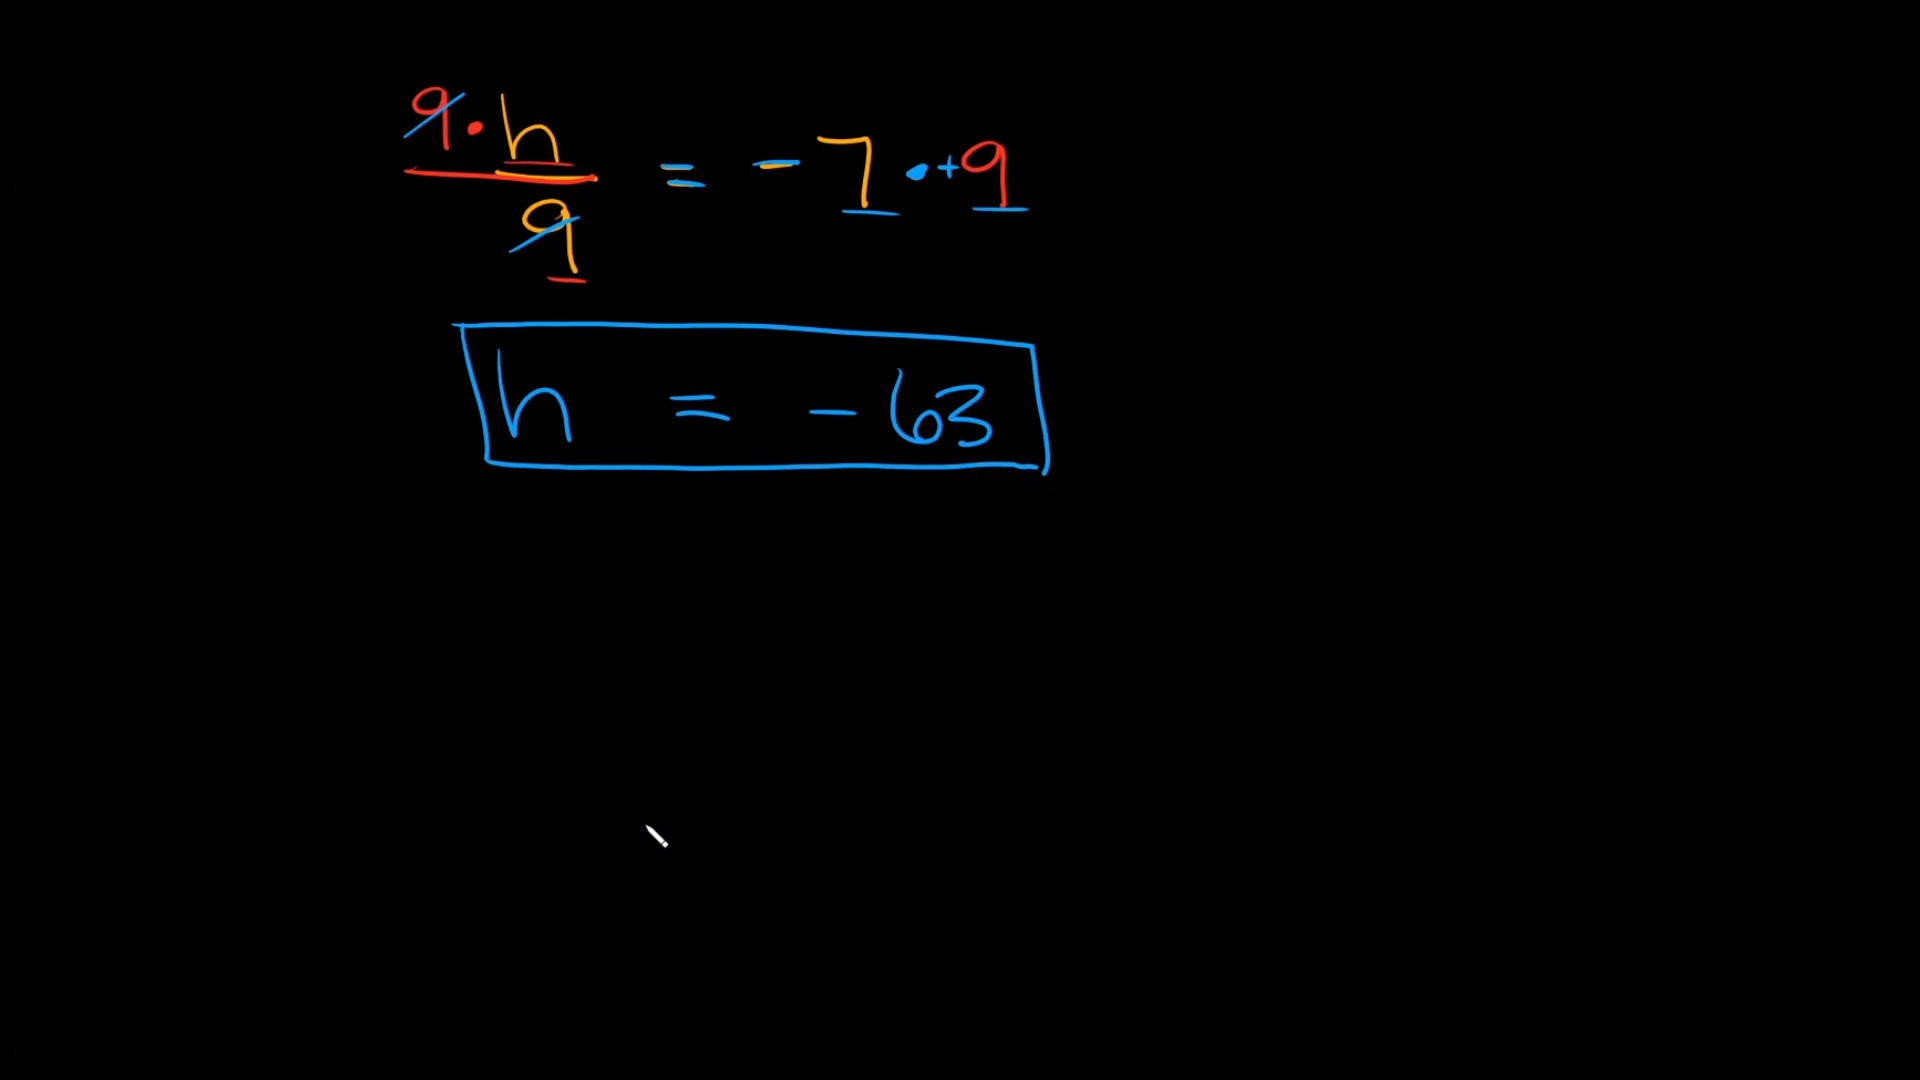 9 · h / 9 = - 7 · + 9
h = - 63